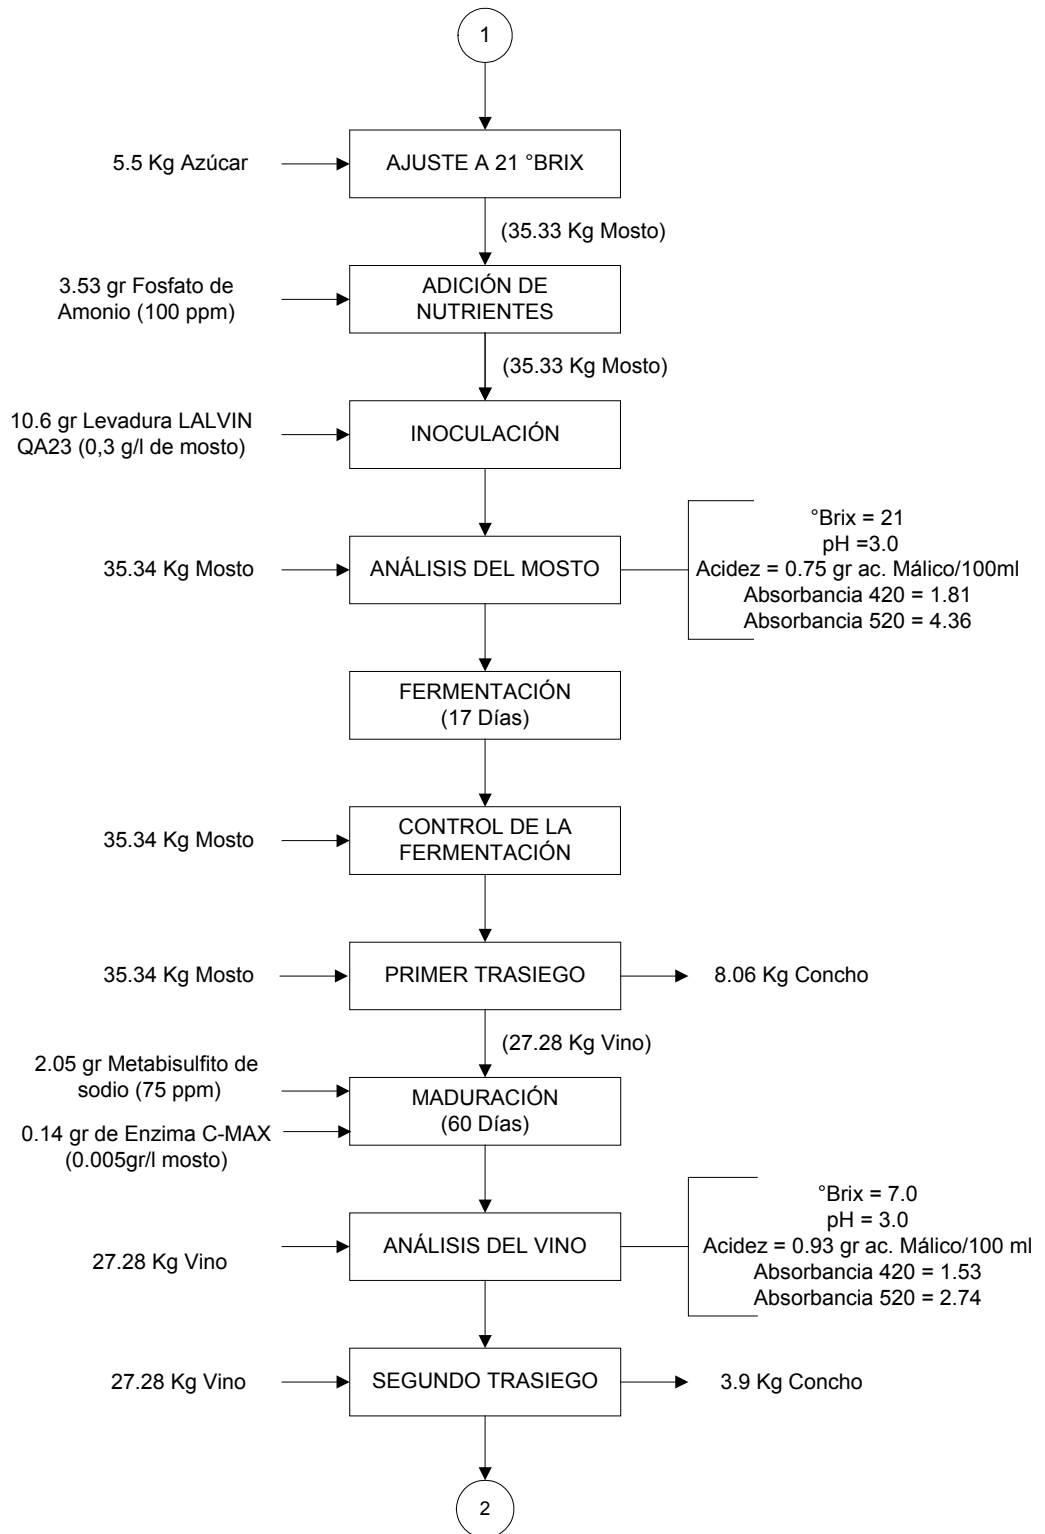 1
5.5 Kg Azúcar
AJUSTE A 21 °BRIX
(35.33 Kg Mosto)
3.53 gr Fosfato de
Amonio (100 ppm)
ADICIÓN DE
NUTRIENTES
(35.33 Kg Mosto)
10.6 gr Levadura LALVIN
QA23 (0,3 g/l de mosto)
INOCULACIÓN
35.34 Kg Mosto
ANÁLISIS DEL MOSTO
°Brix = 21
pH =3.0
Acidez = 0.75 gr ac. Málico/100ml
Absorbancia 420 = 1.81
Absorbancia 520 = 4.36
FERMENTACIÓN
(17 Días)
35.34 Kg Mosto
CONTROL DE LA
FERMENTACIÓN
35.34 Kg Mosto
PRIMER TRASIEGO
8.06 Kg Concho
(27.28 Kg Vino)
2.05 gr Metabisulfito de
sodio (75 ppm)
0.14 gr de Enzima C-MAX
(0.005gr/l mosto)
MADURACIÓN
(60 Días)
27.28 Kg Vino
ANÁLISIS DEL VINO
°Brix = 7.0
pH = 3.0
Acidez = 0.93 gr ac. Málico/100 ml
Absorbancia 420 = 1.53
Absorbancia 520 = 2.74
27.28 Kg Vino
SEGUNDO TRASIEGO
3.9 Kg Concho
2